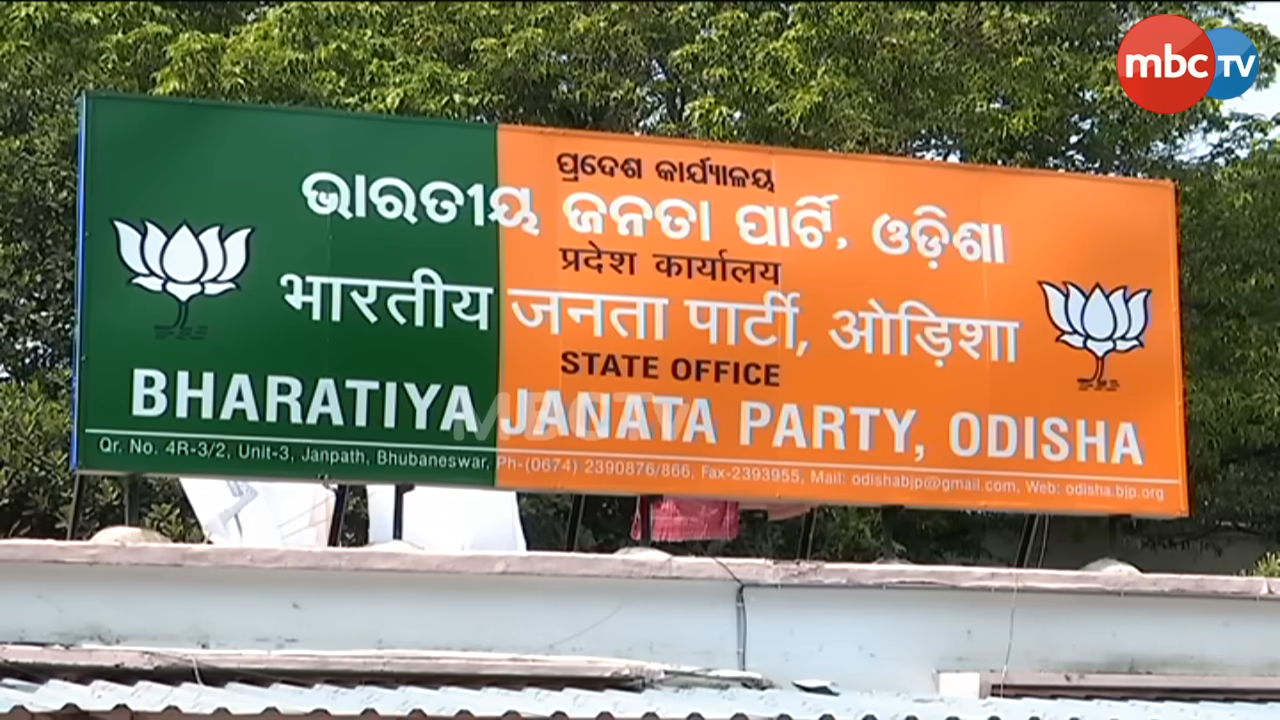 mbc TV
ପ୍ରଦେଶ କାର୍ଯ୍ୟାଳୟ
ଭାରତୀୟ ଜନତା ପାର୍ଟି, ଓଡ଼ିଶା
प्रदेश कार्यालय
भारतीय जनता पार्टी, ओड़िशा
STATE OFFICE
BHARATIYA JANATA PARTY, ODISHA
MBCTV
Qr. No. 4R-3/2, Unit-3, Janpath, Bhubaneswar, Ph-(0674) 2390876/866, Fax-2393955, Mail: odishabjp@gmail.com, Web: odisha.bjp.org